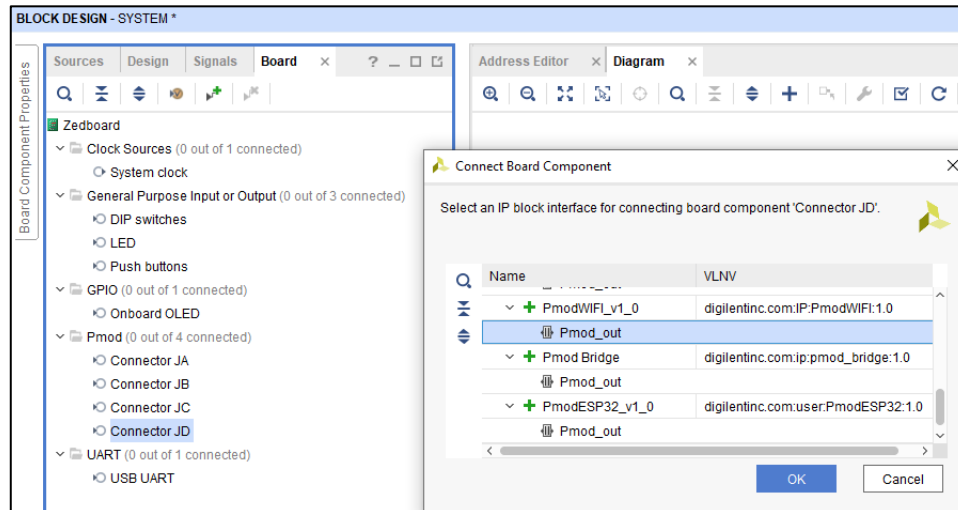 BLOCK DESIGN - SYSTEM *
Board Component Properties
Sources Design Signals Board × ? _
Zedboard
Clock Sources (0 out of 1 connected)
System clock
General Purpose Input or Output (0 out of 3 connected)
DIP switches
LED
Push buttons
GPIO (0 out of 1 connected)
Onboard OLED
Pmod (0 out of 4 connected)
Connector JA
Connector JB
Connector JC
Connector JD
UART (0 out of 1 connected)
USB UART
Address Editor × Diagram ×
Connect Board Component
Select an IP block interface for connecting board component 'Connector JD'.
Name VLNV
PmodWIFI_v1_0 digilentinc.com:IP:PmodWIFI:1.0
Pmod_out
Pmod Bridge digilentinc.com:ip:pmod_bridge:1.0
Pmod_out
PmodESP32_v1_0 digilentinc.com:user:PmodESP32:1.0
Pmod_out
OK Cancel